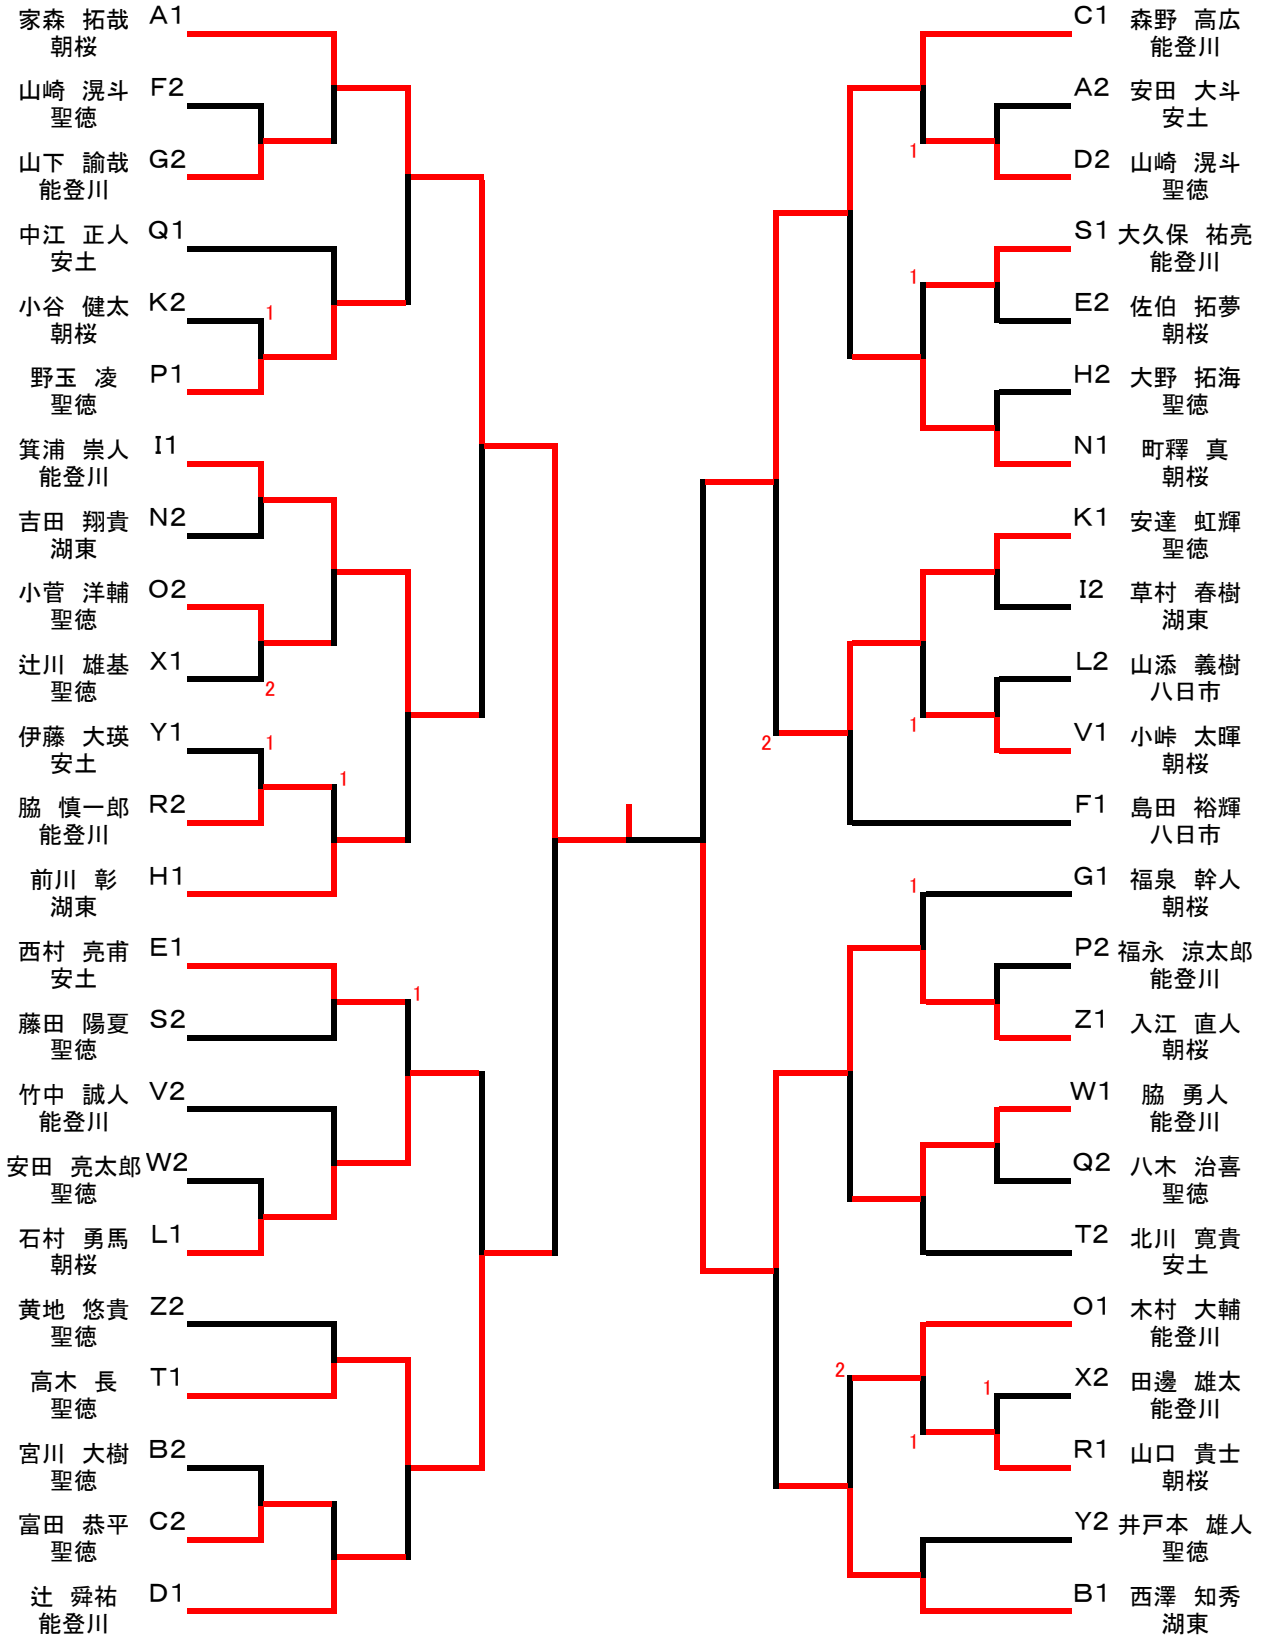 家森 拓哉 A1
朝桜
山崎 滉斗 F2
聖徳
山下 諭哉 G2
能登川
中江 正人 Q1
安土
小谷 健太 K2
1
朝桜
野玉 凌 P1
聖徳
箕浦 崇人 I1
能登川
吉田 翔貴 N2
湖東
小菅 洋輔 O2
聖徳
辻川 雄基 X1
聖徳
2
伊藤 大瑛 Y1
1
安土
1
脇 慎一郎 R2
能登川
前川 彰 H1
湖東
西村 亮甫 E1
安土
1
藤田 陽夏 S2
聖徳
竹中 誠人 V2
能登川
安田 亮太郎 W2
聖徳
石村 勇馬 L1
朝桜
黄地 悠貴 Z2
聖徳
高木 長 T1
聖徳
宮川 大樹 B2
聖徳
富田 恭平 C2
聖徳
辻 舜祐 D1
能登川
C1 森野 高広
能登川
A2 安田 大斗
安土
1
D2 山崎 滉斗
聖徳
S1 大久保 祐亮
能登川
1
E2 佐伯 拓夢
朝桜
H2 大野 拓海
聖徳
N1 町釋 真
朝桜
K1 安達 虹輝
聖徳
I2 草村 春樹
湖東
L2 山添 義樹
八日市
1
V1 小峠 太暉
2
朝桜
F1 島田 裕輝
八日市
1
G1 福泉 幹人
朝桜
P2 福永 涼太郎
能登川
Z1 入江 直人
朝桜
W1 脇 勇人
能登川
Q2 八木 治喜
聖徳
T2 北川 寛貴
安土
O1 木村 大輔
能登川
2
X2 田邊 雄太
1
能登川
1
R1 山口 貴士
朝桜
Y2 井戸本 雄人
聖徳
B1 西澤 知秀
湖東